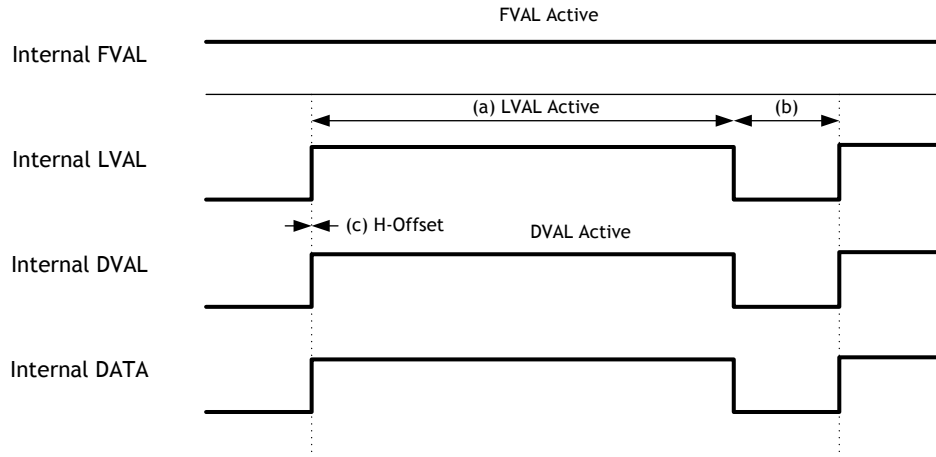 FVAL Active
Internal FVAL
(a) LVAL Active
(b)
Internal LVAL
(c) H-Offset
DVAL Active
Internal DVAL
Internal DATA